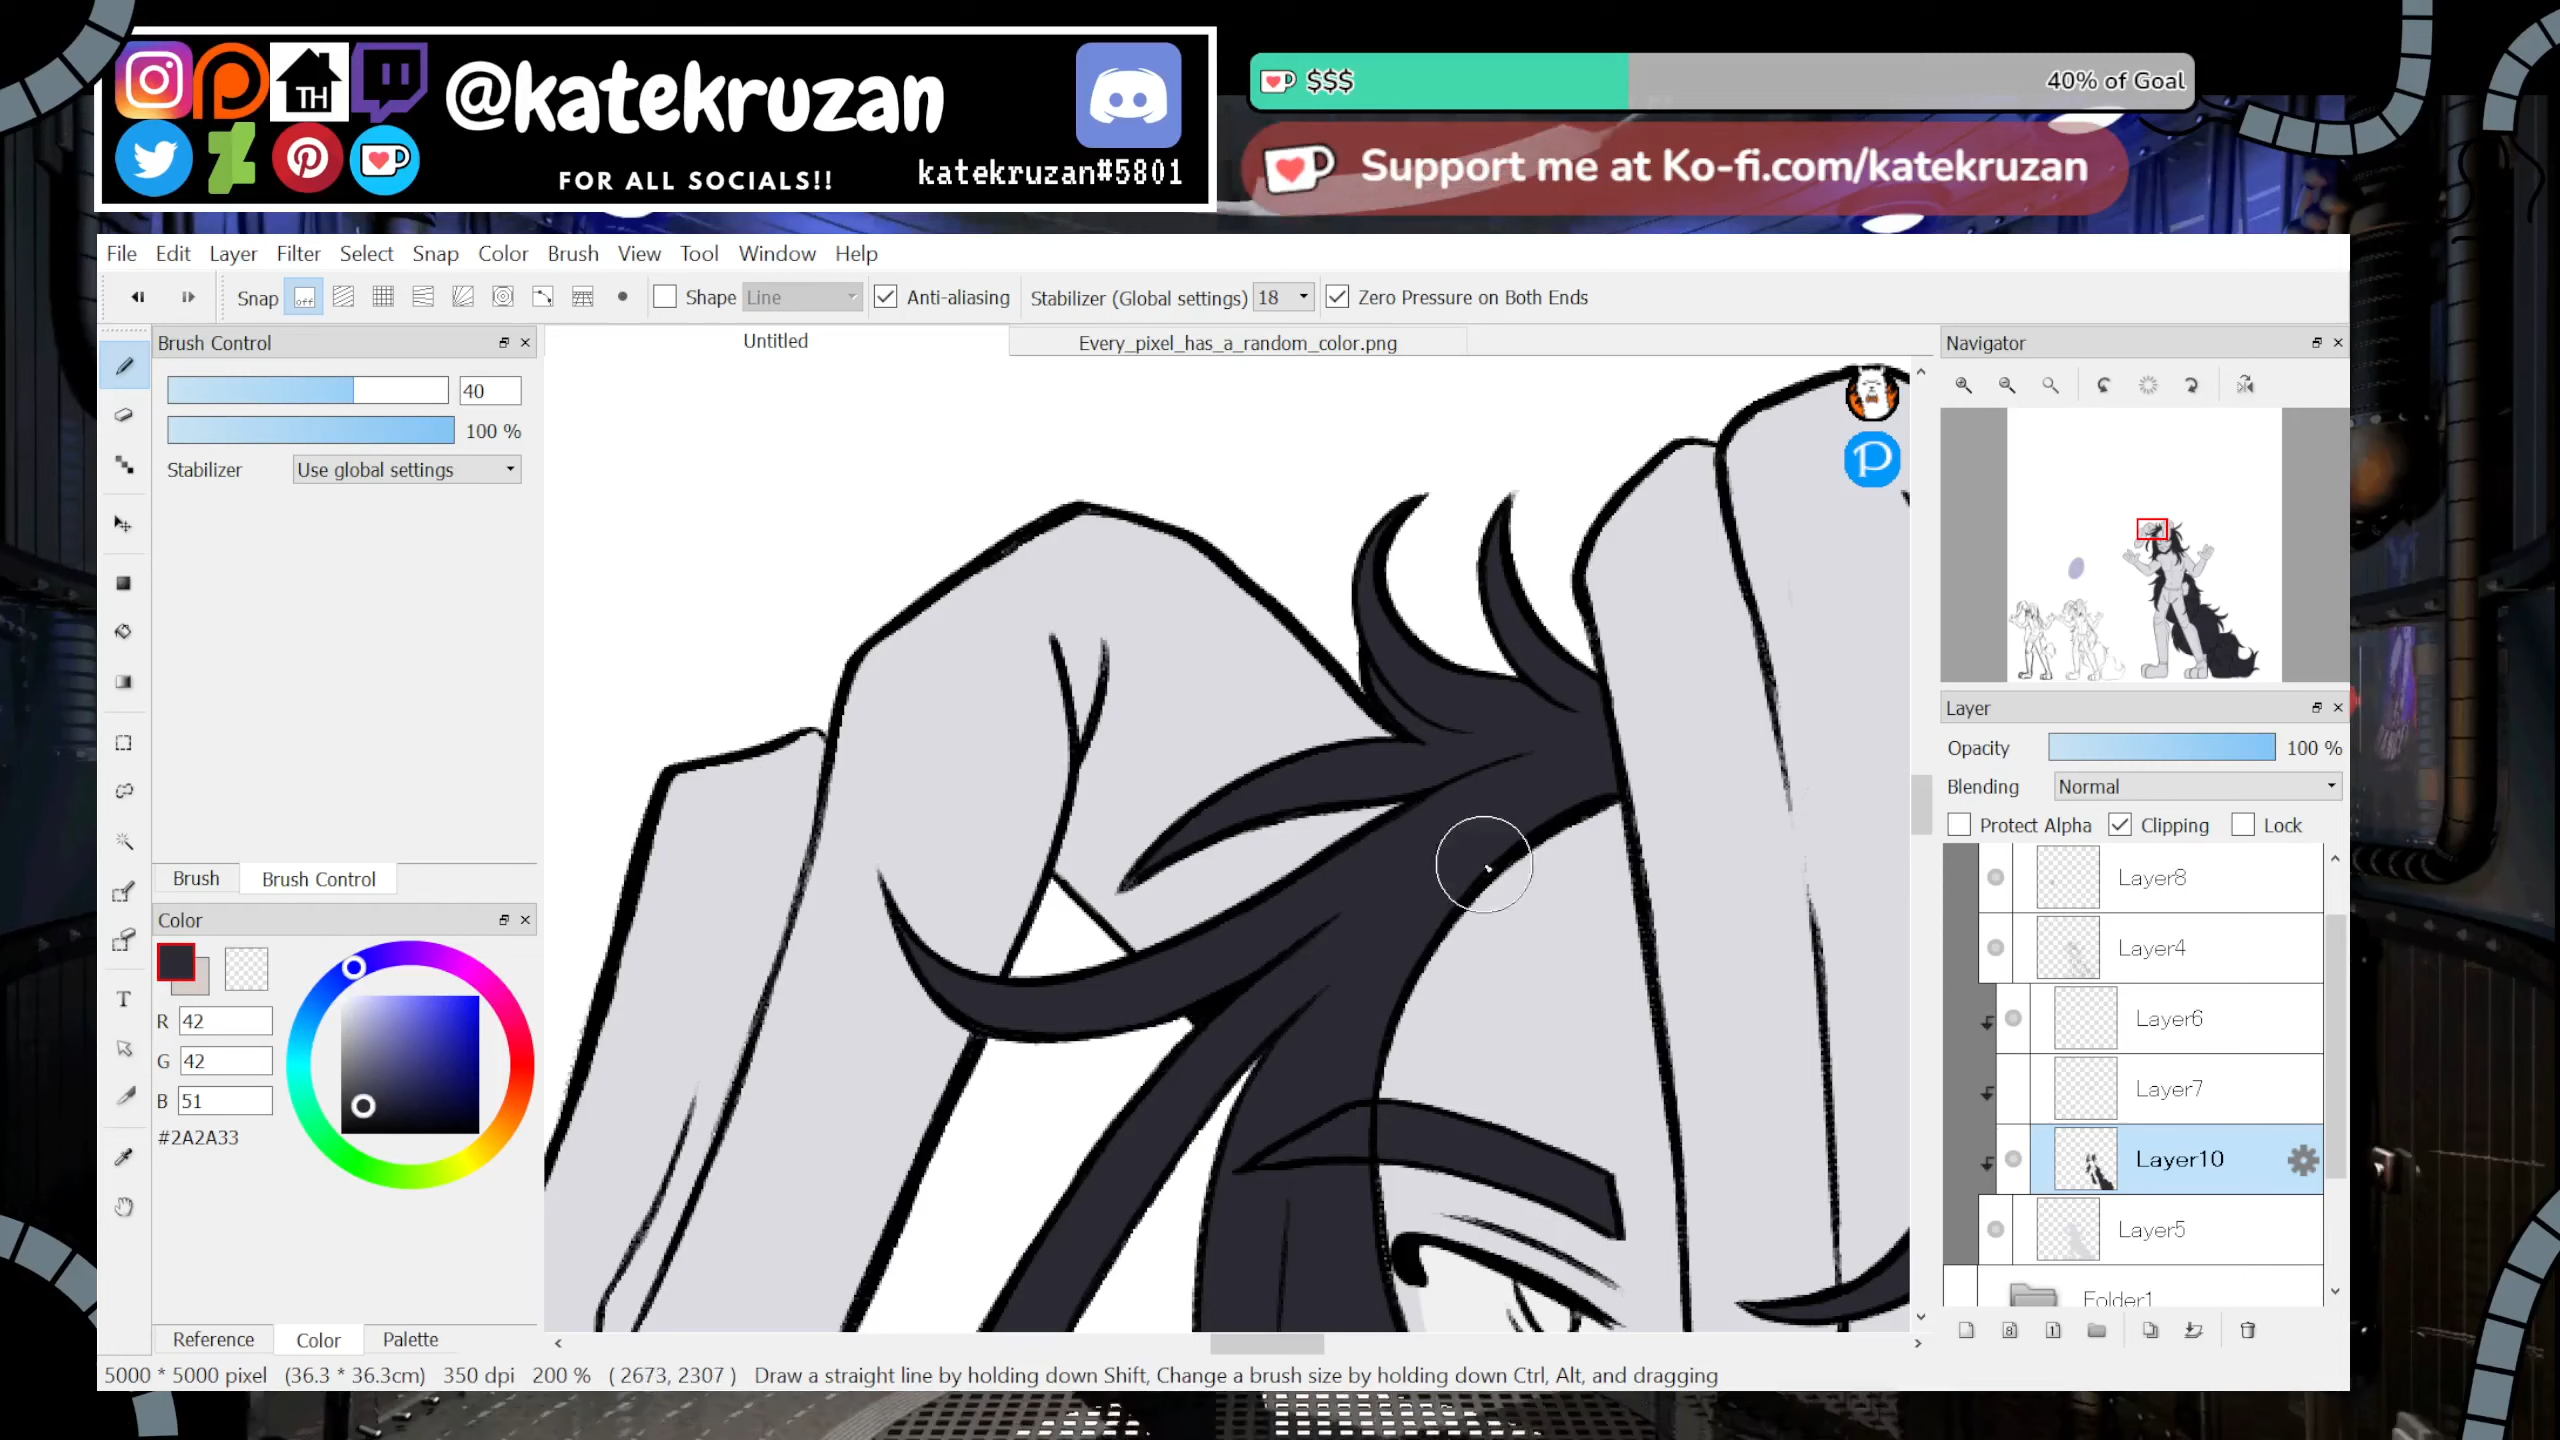 $$$
40% of Goal
TH
@katekruzan
FOR ALL SOCIALS!!
katekruzan#5801
Support me at Ko-fi.com/katekruzan
File Edit Layer Filter Select Snap Color Brush View Tool Window Help
Snap off Shape Line Anti-aliasing Stabilizer (Global settings) 18 Zero Pressure on Both Ends
Brush Control
Untitled
Every_pixel_has_a_random_color.png
Navigator
40
100 %
Stabilizer Use global settings
P
Layer
Opacity 100 %
Blending Normal
Protect Alpha Clipping Lock
Layer8
Layer4
Layer6
Layer7
Layer10
Layer5
Folder1
Brush Brush Control
Color
R 42
G 42
B 51
#2A2A33
T
Reference Color Palette
8 1
5000 * 5000 pixel (36.3 * 36.3cm) 350 dpi 200 % ( 2673, 2307 ) Draw a straight line by holding down Shift, Change a brush size by holding down Ctrl, Alt, and dragging